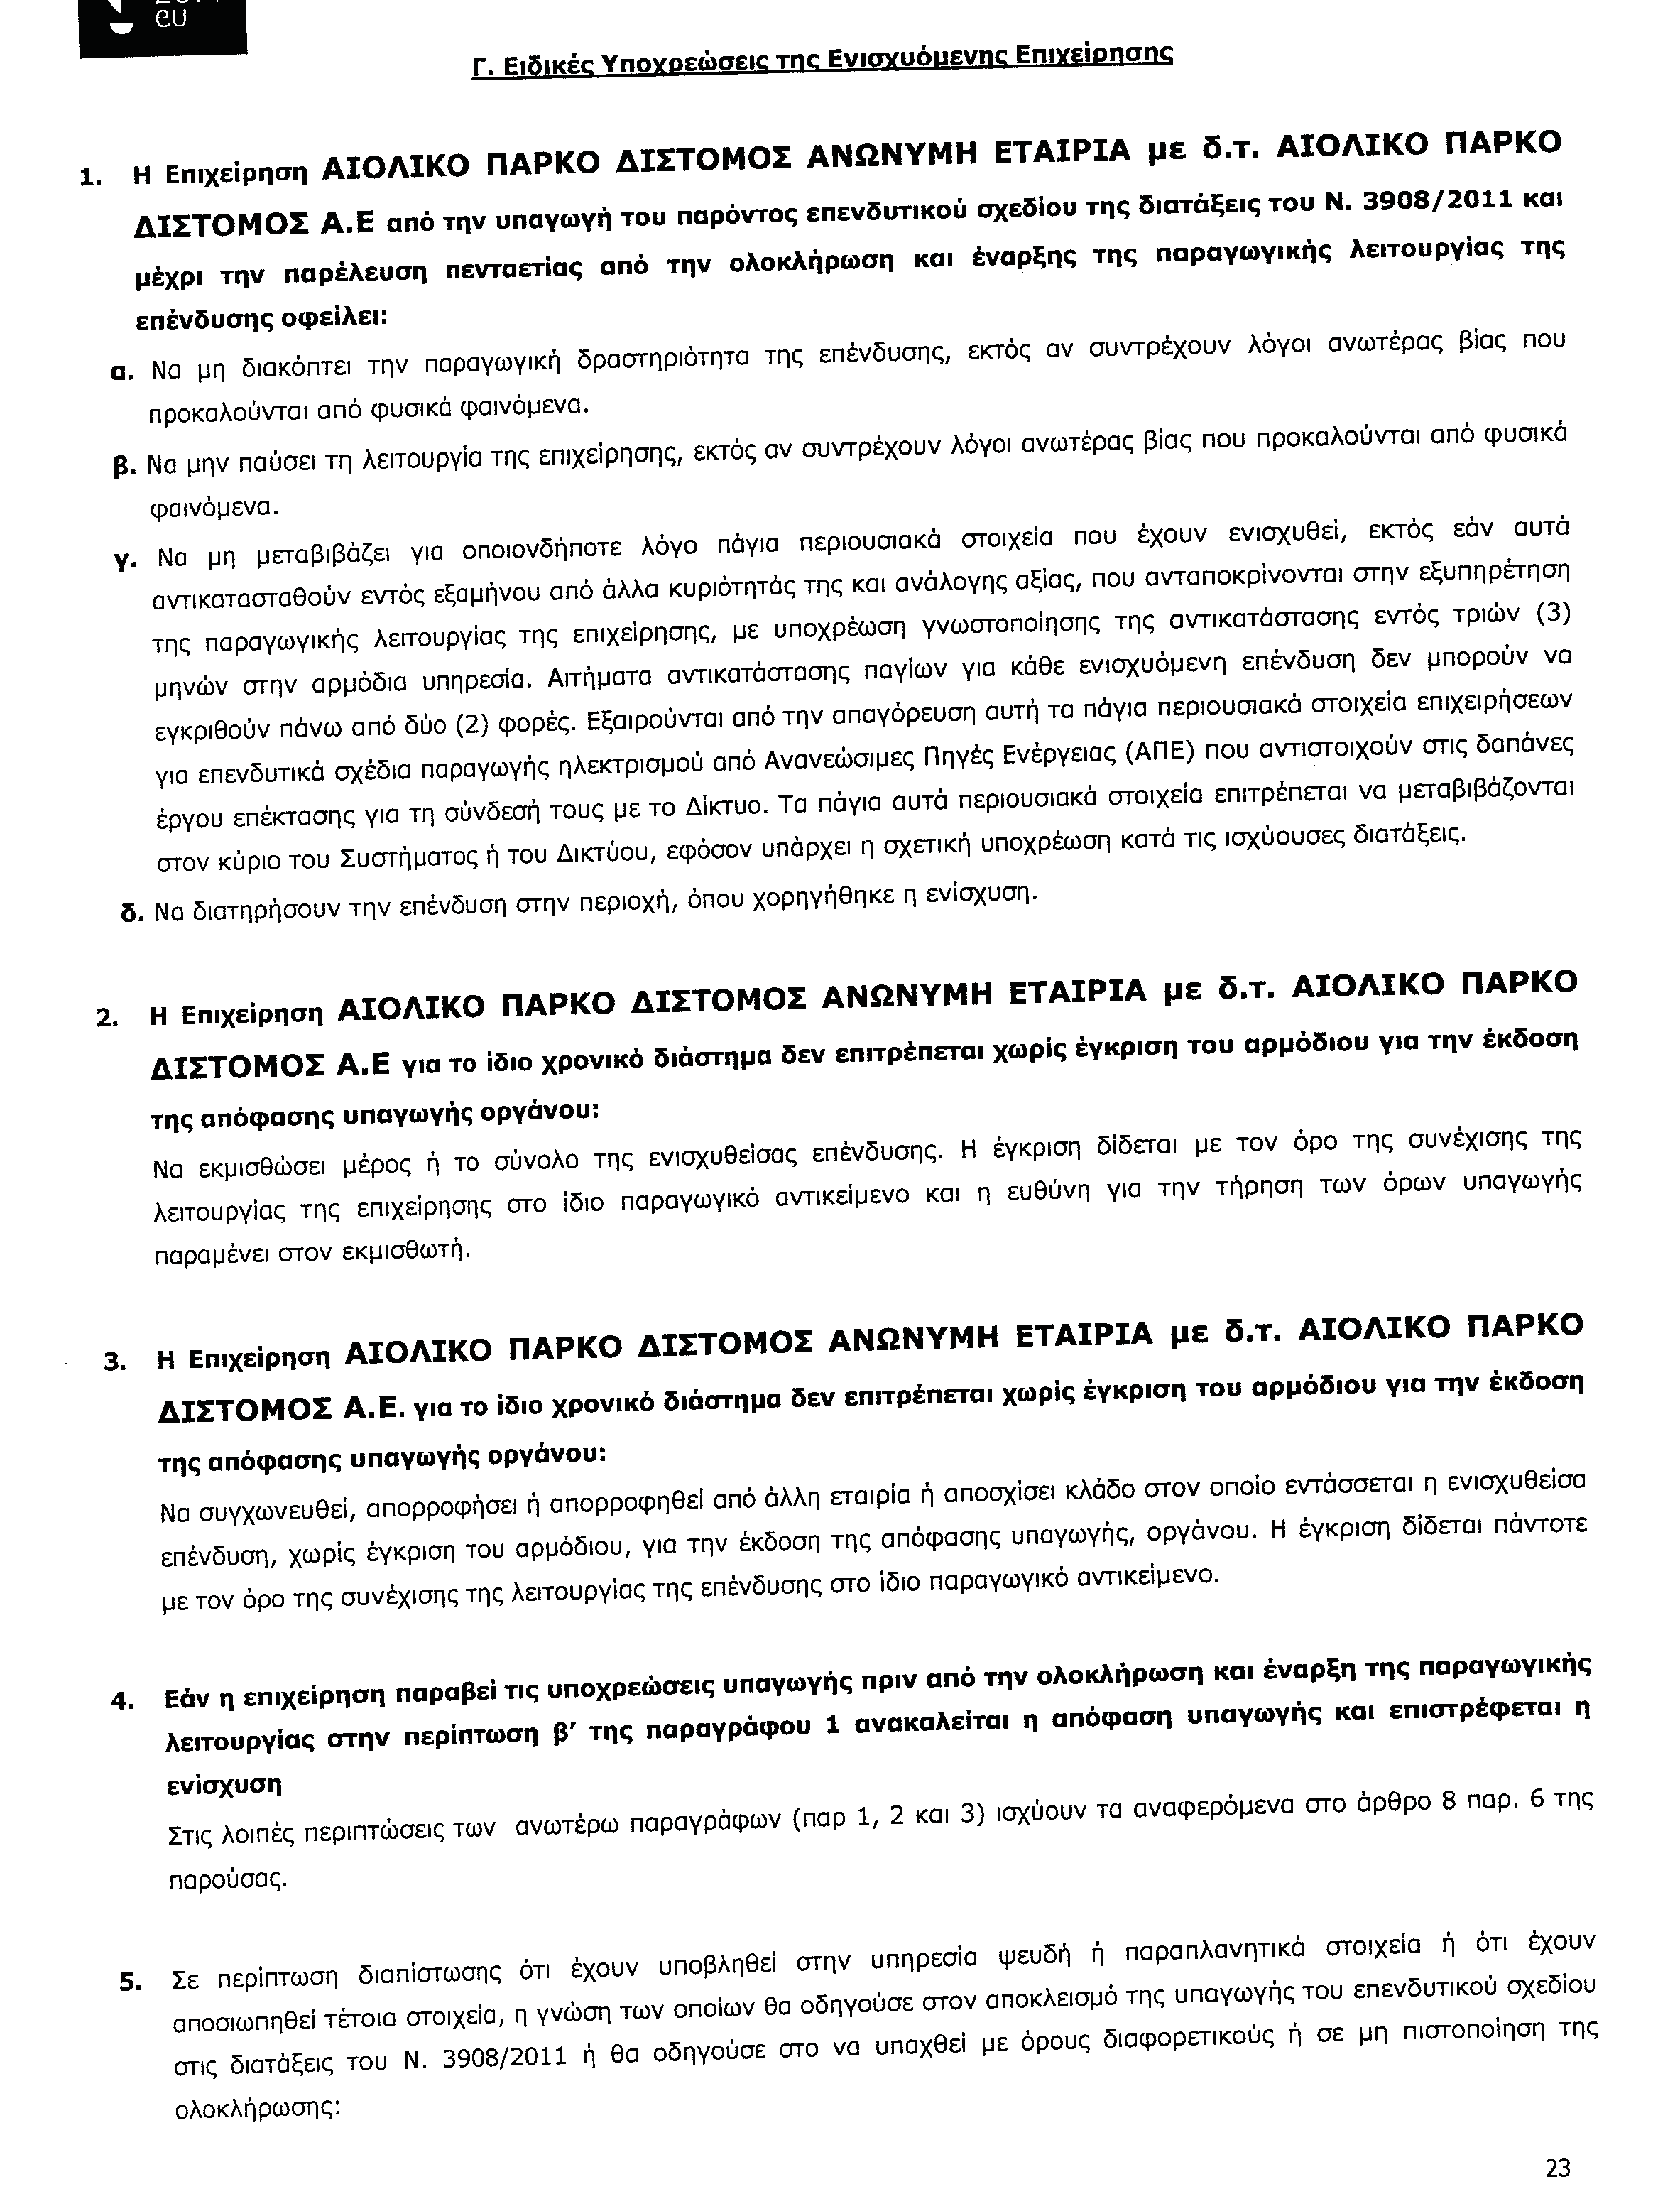 eu
Γ. Ειδικές Υποχρεώσεις της Ενισχυόμενης Επιχείρησης
1. Η Επιχείρηση ΑΙΟΛΙΚΟ ΠΑΡΚΟ ΔΙΣΤΟΜΟΣ ΑΝΩΝΥΜΗ ΕΤΑΙΡΙΑ με δ.τ. ΑΙΟΛΙΚΟ ΠΑΡΚΟ
ΔΙΣΤΟΜΟΣ Α.Ε από την υπαγωγή του παρόντος επενδυτικού σχεδίου της διατάξεις του Ν. 3908/2011 και
μέχρι την παρέλευση πενταετίας από την ολοκλήρωση και έναρξης της παραγωγικής λειτουργίας της
επένδυσης οφείλει:
α. Να μη διακόπτει την παραγωγική δραστηριότητα της επένδυσης, εκτός αν συντρέχουν λόγοι ανωτέρας βίας που
προκαλούνται από φυσικά φαινόμενα.
β. Να μην παύσει τη λειτουργία της επιχείρησης, εκτός αν συντρέχουν λόγοι ανωτέρας βίας που προκαλούνται από φυσικά
φαινόμενα.
γ. Να μη μεταβιβάζει για οποιονδήποτε λόγο πάγια περιουσιακά στοιχεία που έχουν ενισχυθεί, εκτός εάν αυτά
αντικατασταθούν εντός εξαμήνου από άλλα κυριότητάς της και ανάλογης αξίας, που ανταποκρίνονται στην εξυπηρέτηση
της παραγωγικής λειτουργίας της επιχείρησης, με υποχρέωση γνωστοποίησης της αντικατάστασης εντός τριών (3)
μηνών στην αρμόδια υπηρεσία. Αιτήματα αντικατάστασης παγίων για κάθε ενισχυόμενη επένδυση δεν μπορούν να
εγκριθούν πάνω από δύο (2) φορές. Εξαιρούνται από την απαγόρευση αυτή τα πάγια περιουσιακά στοιχεία επιχειρήσεων
για επενδυτικά σχέδια παραγωγής ηλεκτρισμού από Ανανεώσιμες Πηγές Ενέργειας (ΑΠΕ) που αντιστοιχούν στις δαπάνες
έργου επέκτασης για τη σύνδεσή τους με το Δίκτυο. Τα πάγια αυτά περιουσιακά στοιχεία επιτρέπεται να μεταβιβάζονται
στον κύριο του Συστήματος ή του Δικτύου, εφόσον υπάρχει η σχετική υποχρέωση κατά τις ισχύουσες διατάξεις.
δ. Να διατηρήσουν την επένδυση στην περιοχή, όπου χορηγήθηκε η ενίσχυση.
2. Η Επιχείρηση ΑΙΟΛΙΚΟ ΠΑΡΚΟ ΔΙΣΤΟΜΟΣ ΑΝΩΝΥΜΗ ΕΤΑΙΡΙΑ με δ.τ. ΑΙΟΛΙΚΟ ΠΑΡΚΟ
ΔΙΣΤΟΜΟΣ Α.Ε για το ίδιο χρονικό διάστημα δεν επιτρέπεται χωρίς έγκριση του αρμόδιου για την έκδοση
της απόφασης υπαγωγής οργάνου:
Να εκμισθώσει μέρος ή το σύνολο της ενισχυθείσας επένδυσης. Η έγκριση δίδεται με τον όρο της συνέχισης της
λειτουργίας της επιχείρησης στο ίδιο παραγωγικό αντικείμενο και η ευθύνη για την τήρηση των όρων υπαγωγής
παραμένει στον εκμισθωτή.
3. Η Επιχείρηση ΑΙΟΛΙΚΟ ΠΑΡΚΟ ΔΙΣΤΟΜΟΣ ΑΝΩΝΥΜΗ ΕΤΑΙΡΙΑ με δ.τ. ΑΙΟΛΙΚΟ ΠΑΡΚΟ
ΔΙΣΤΟΜΟΣ Α.Ε. για το ίδιο χρονικό διάστημα δεν επιτρέπεται χωρίς έγκριση του αρμόδιου για την έκδοση
της απόφασης υπαγωγής οργάνου:
Να συγχωνευθεί, απορροφήσει ή απορροφηθεί από άλλη εταιρία ή αποσχίσει κλάδο στον οποίο εντάσσεται η ενισχυθείσα
επένδυση, χωρίς έγκριση του αρμόδιου, για την έκδοση της απόφασης υπαγωγής, οργάνου. Η έγκριση δίδεται πάντοτε
με τον όρο της συνέχισης της λειτουργίας της επένδυσης στο ίδιο παραγωγικό αντικείμενο.
4. Εάν η επιχείρηση παραβεί τις υποχρεώσεις υπαγωγής πριν από την ολοκλήρωση και έναρξη της παραγωγικής
λειτουργίας στην περίπτωση β’ της παραγράφου 1 ανακαλείται η απόφαση υπαγωγής και επιστρέφεται η
ενίσχυση
Στις λοιπές περιπτώσεις των ανωτέρω παραγράφων (παρ 1, 2 και 3) ισχύουν τα αναφερόμενα στο άρθρο 8 παρ. 6 της
παρούσας.
5. Σε περίπτωση διαπίστωσης ότι έχουν υποβληθεί στην υπηρεσία ψευδή ή παραπλανητικά στοιχεία ή ότι έχουν
αποσιωπηθεί τέτοια στοιχεία, η γνώση των οποίων θα οδηγούσε στον αποκλεισμό της υπαγωγής του επενδυτικού σχεδίου
στις διατάξεις του Ν. 3908/2011 ή θα οδηγούσε στο να υπαχθεί με όρους διαφορετικούς ή σε μη πιστοποίηση της
ολοκλήρωσης:
23